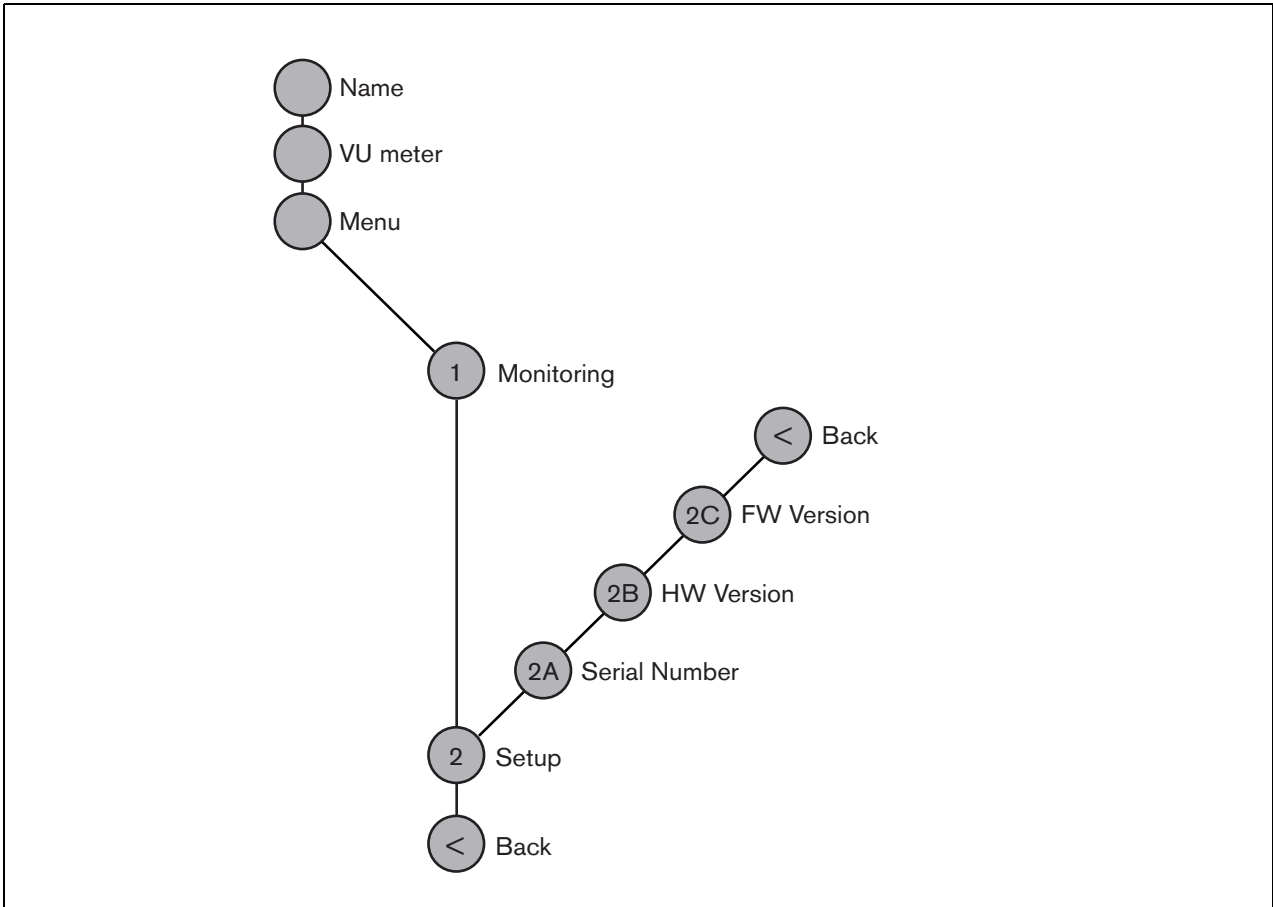 Name
VU meter
Menu
1 Monitoring
< Back
2C FW Version
2B HW Version
2A Serial Number
2 Setup
< Back